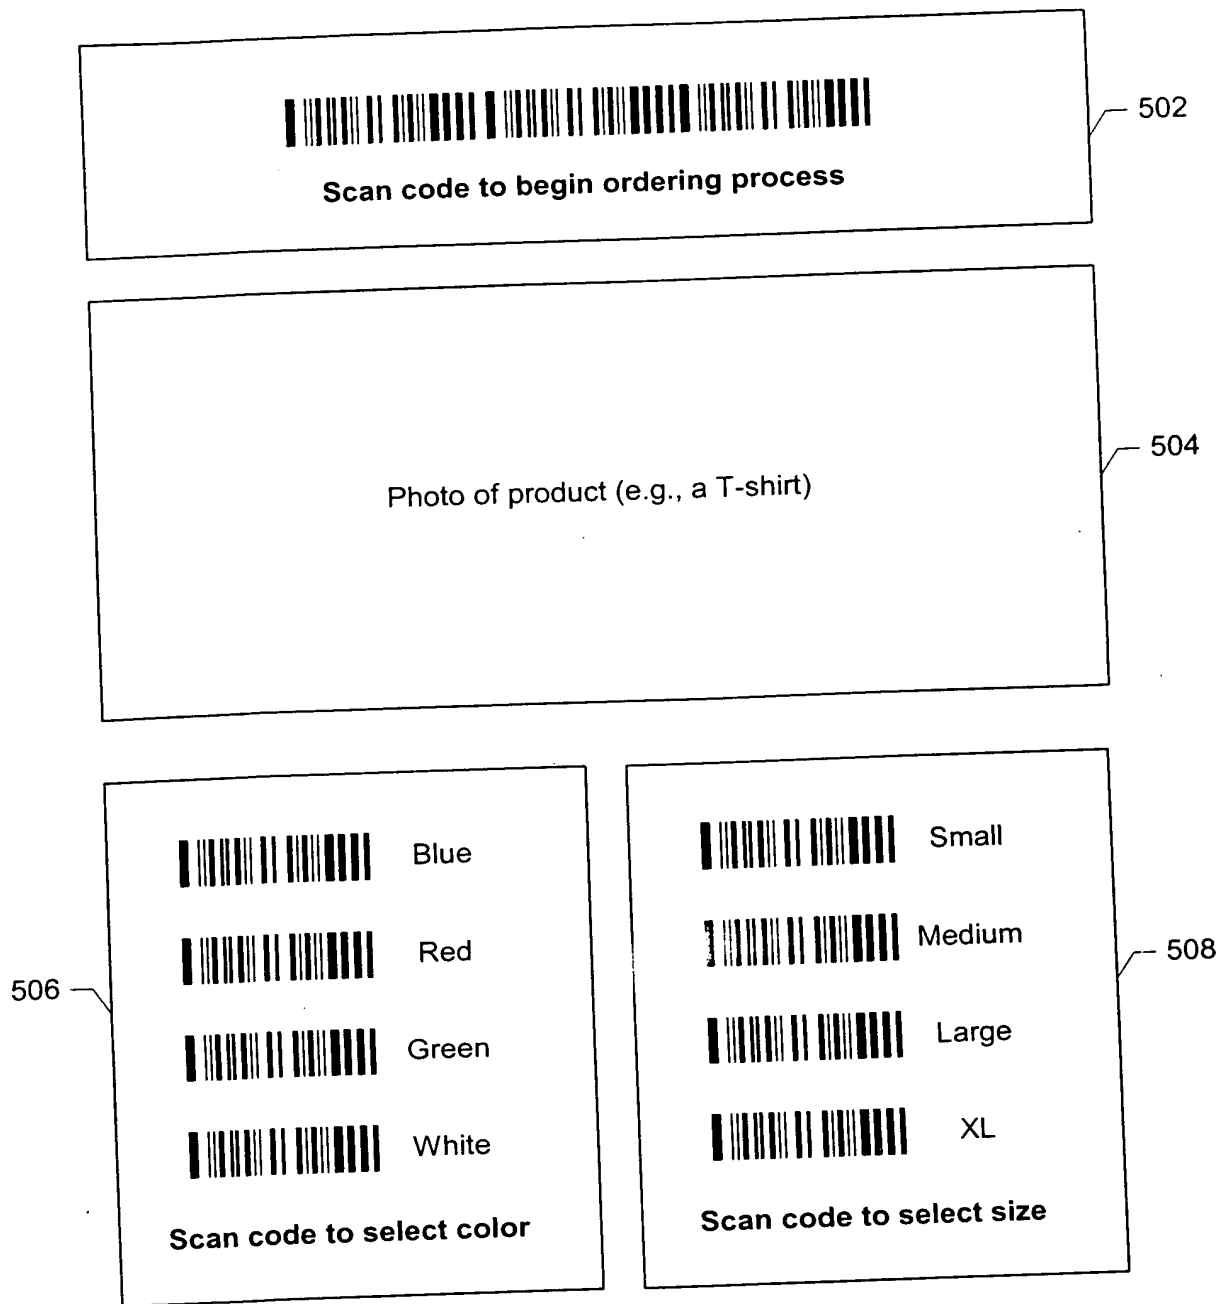 502
Scan code to begin ordering process
504
Photo of product (e.g., a T-shirt)
506
Blue
Red
Green
White
Scan code to select color
508
Small
Medium
Large
XL
Scan code to select size